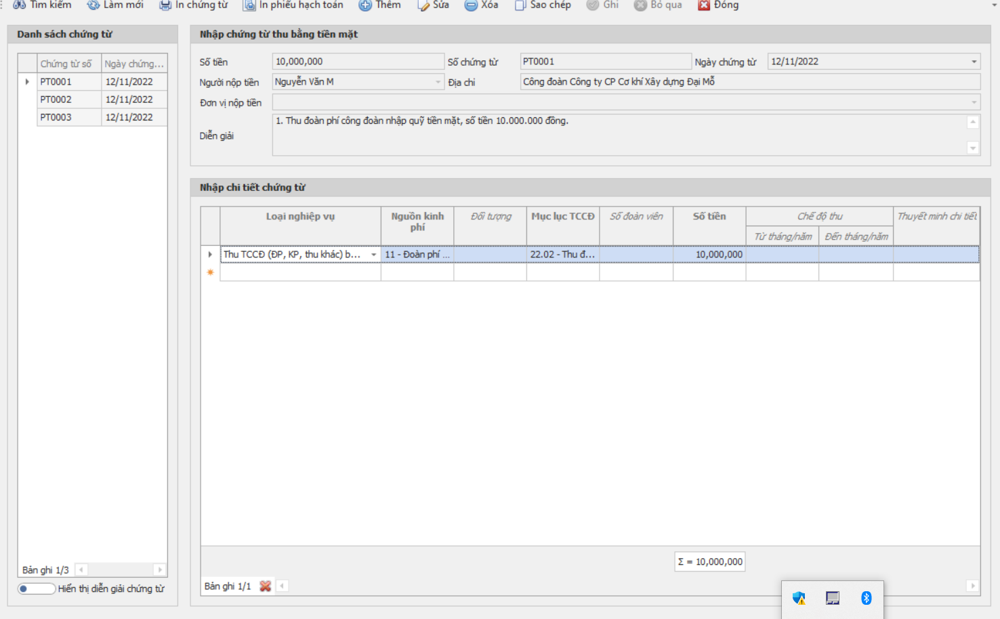 Tìm kiếm Làm mới In chứng từ In phiếu hạch toán Thêm Sửa Xóa Sao chép Ghi Bỏ qua Đóng
Danh sách chứng từ
Chứng từ số Ngày chứng...
PT0001 12/11/2022
PT0002 12/11/2022
PT0003 12/11/2022
Bản ghi 1/3
Hiển thị diễn giải chứng từ
Nhập chứng từ thu bằng tiền mặt
Số tiền 10,000,000 Số chứng từ PT0001 Ngày chứng từ 12/11/2022
Người nộp tiền Nguyễn Văn M Địa chỉ Công đoàn Công ty CP Cơ khí Xây dựng Đại Mỗ
Đơn vị nộp tiền
Diễn giải 1. Thu đoàn phí công đoàn nhập quỹ tiền mặt, số tiền 10.000.000 đồng.
Nhập chi tiết chứng từ
Loại nghiệp vụ Nguồn kinh phí Đối tượng Mục lục TCCĐ Số đoàn viên Số tiền Chế độ thu Thuyết minh chi tiết
Từ tháng/năm Đến tháng/năm
Thu TCCĐ (ĐP, KP, thu khác) b... 11 - Đoàn phí ... 22.02 - Thu đ... 10,000,000
Σ = 10,000,000
Bản ghi 1/1